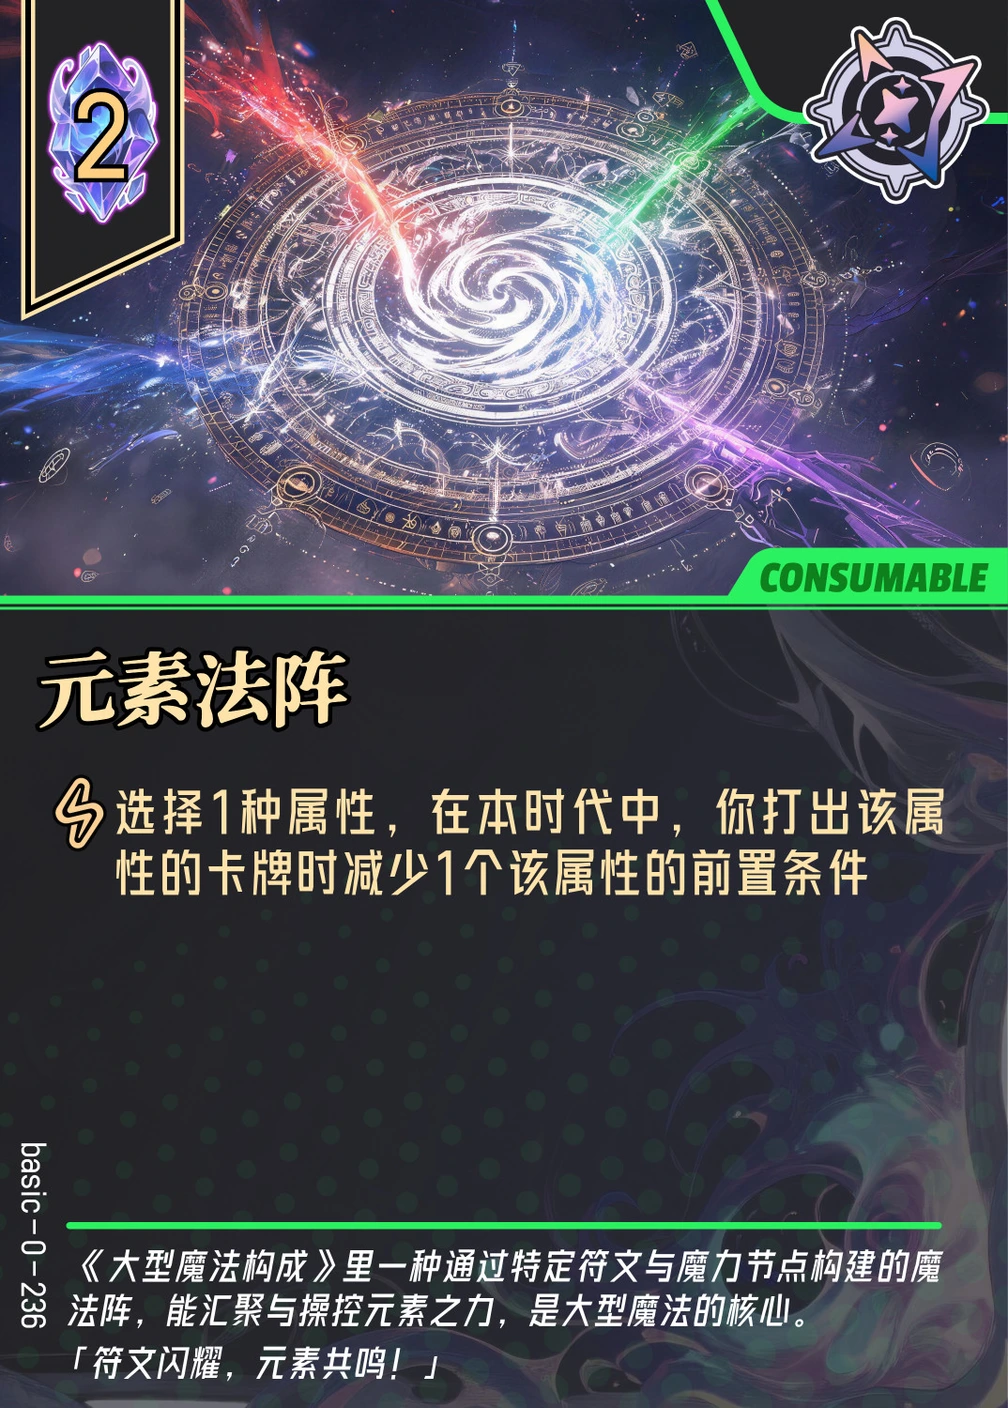 2
CONSUMABLE
元素法阵
选择1种属性，在本时代中，你打出该属
性的卡牌时减少1个该属性的前置条件
basic-0-236
《大型魔法构成》里一种通过特定符文与魔力节点构建的魔
法阵，能汇聚与操控元素之力，是大型魔法的核心。
「符文闪耀，元素共鸣！」